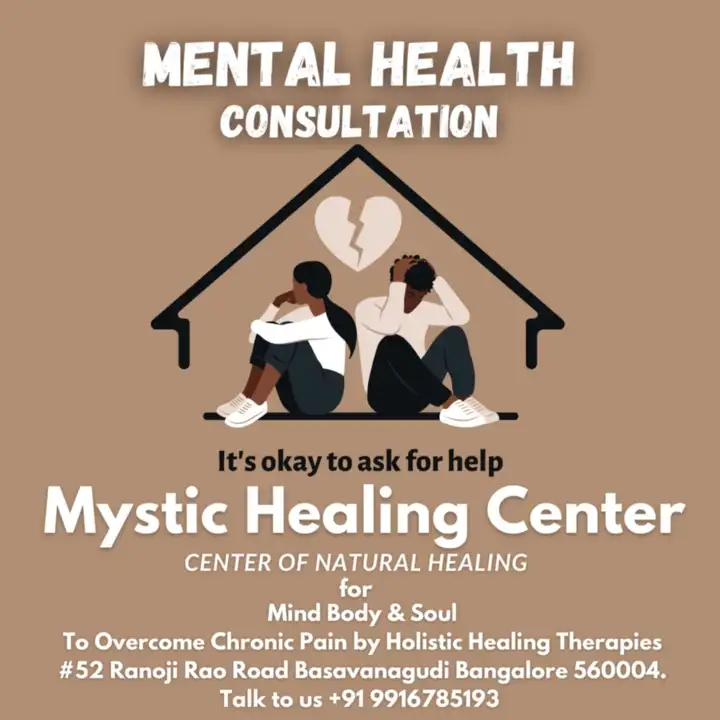 MENTAL HEALTH
CONSULTATION
It's okay to ask for help
Mystic Healing Center
CENTER OF NATURAL HEALING
for
Mind Body & Soul
To Overcome Chronic Pain by Holistic Healing Therapies
#52 Ranoji Rao Road Basavanagudi Bangalore 560004.
Talk to us +91 9916785193